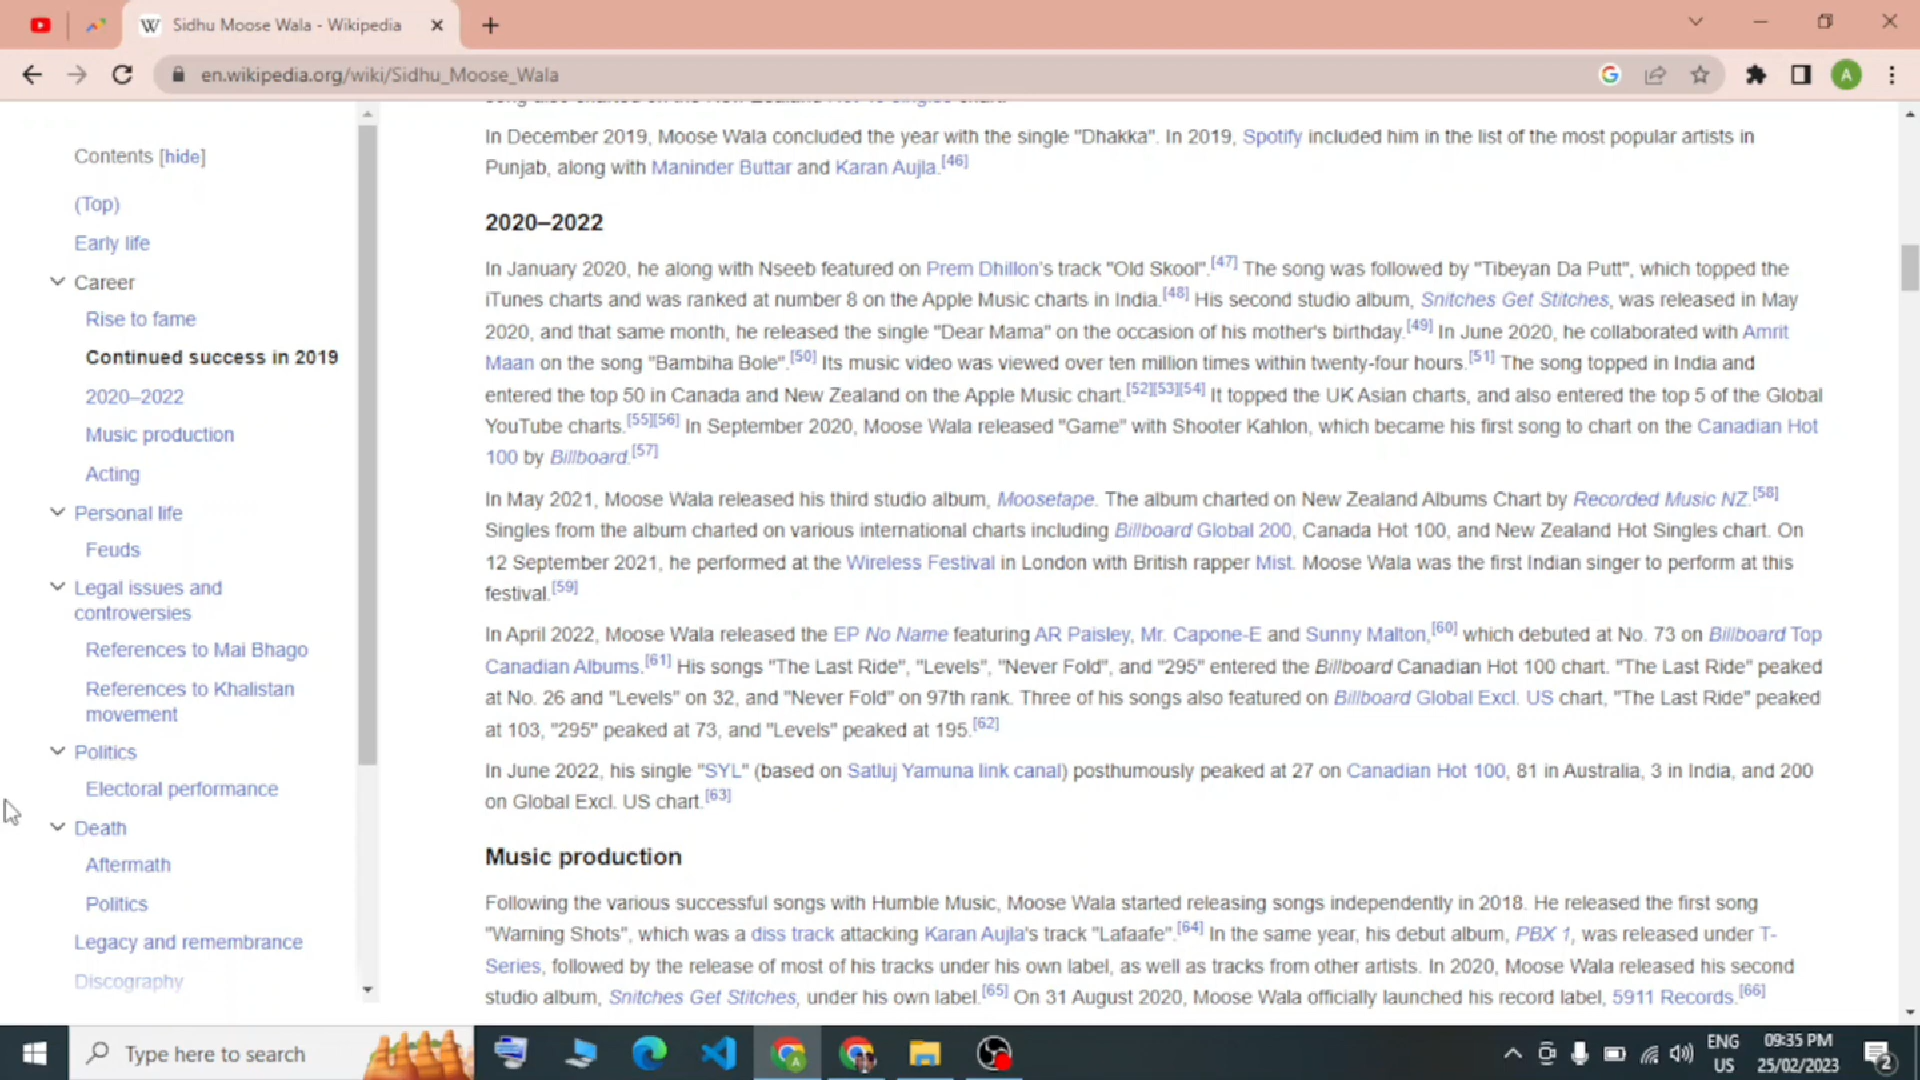 Sidhu Moose Wala - Wikipedia
en.wikipedia.org/wiki/Sidhu_Moose_Wala
A
Contents [hide]
(Top)
Early life
Career
Rise to fame
Continued success in 2019
2020–2022
Music production
Acting
Personal life
Feuds
Legal issues and
controversies
References to Mai Bhago
References to Khalistan
movement
Politics
Electoral performance
Death
Aftermath
Politics
Legacy and remembrance
Discography
In December 2019, Moose Wala concluded the year with the single "Dhakka". In 2019, Spotify included him in the list of the most popular artists in
Punjab, along with Maninder Buttar and Karan Aujla.[46]
2020–2022
In January 2020, he along with Nseeb featured on Prem Dhillon's track "Old Skool".[47] The song was followed by "Tibeyan Da Putt", which topped the
iTunes charts and was ranked at number 8 on the Apple Music charts in India.[48] His second studio album, Snitches Get Stitches, was released in May
2020, and that same month, he released the single "Dear Mama" on the occasion of his mother's birthday.[49] In June 2020, he collaborated with Amrit
Maan on the song "Bambiha Bole".[50] Its music video was viewed over ten million times within twenty-four hours.[51] The song topped in India and
entered the top 50 in Canada and New Zealand on the Apple Music chart.[52][53][54] It topped the UK Asian charts, and also entered the top 5 of the Global
YouTube charts.[55][56] In September 2020, Moose Wala released "Game" with Shooter Kahlon, which became his first song to chart on the Canadian Hot
100 by Billboard.[57]
In May 2021, Moose Wala released his third studio album, Moosetape. The album charted on New Zealand Albums Chart by Recorded Music NZ.[58]
Singles from the album charted on various international charts including Billboard Global 200, Canada Hot 100, and New Zealand Hot Singles chart. On
12 September 2021, he performed at the Wireless Festival in London with British rapper Mist. Moose Wala was the first Indian singer to perform at this
festival.[59]
In April 2022, Moose Wala released the EP No Name featuring AR Paisley, Mr. Capone-E and Sunny Malton,[60] which debuted at No. 73 on Billboard Top
Canadian Albums.[61] His songs "The Last Ride", "Levels", "Never Fold", and "295" entered the Billboard Canadian Hot 100 chart. "The Last Ride" peaked
at No. 26 and "Levels" on 32, and "Never Fold" on 97th rank. Three of his songs also featured on Billboard Global Excl. US chart, "The Last Ride" peaked
at 103, "295" peaked at 73, and "Levels" peaked at 195.[62]
In June 2022, his single "SYL" (based on Satluj Yamuna link canal) posthumously peaked at 27 on Canadian Hot 100, 81 in Australia, 3 in India, and 200
on Global Excl. US chart.[63]
Music production
Following the various successful songs with Humble Music, Moose Wala started releasing songs independently in 2018. He released the first song
"Warning Shots", which was a diss track attacking Karan Aujla's track "Lafaafe".[64] In the same year, his debut album, PBX 1, was released under T-
Series, followed by the release of most of his tracks under his own label, as well as tracks from other artists. In 2020, Moose Wala released his second
studio album, Snitches Get Stitches, under his own label.[65] On 31 August 2020, Moose Wala officially launched his record label, 5911 Records.[66]
Type here to search
ENG
US
09:35 PM
25/02/2023
2